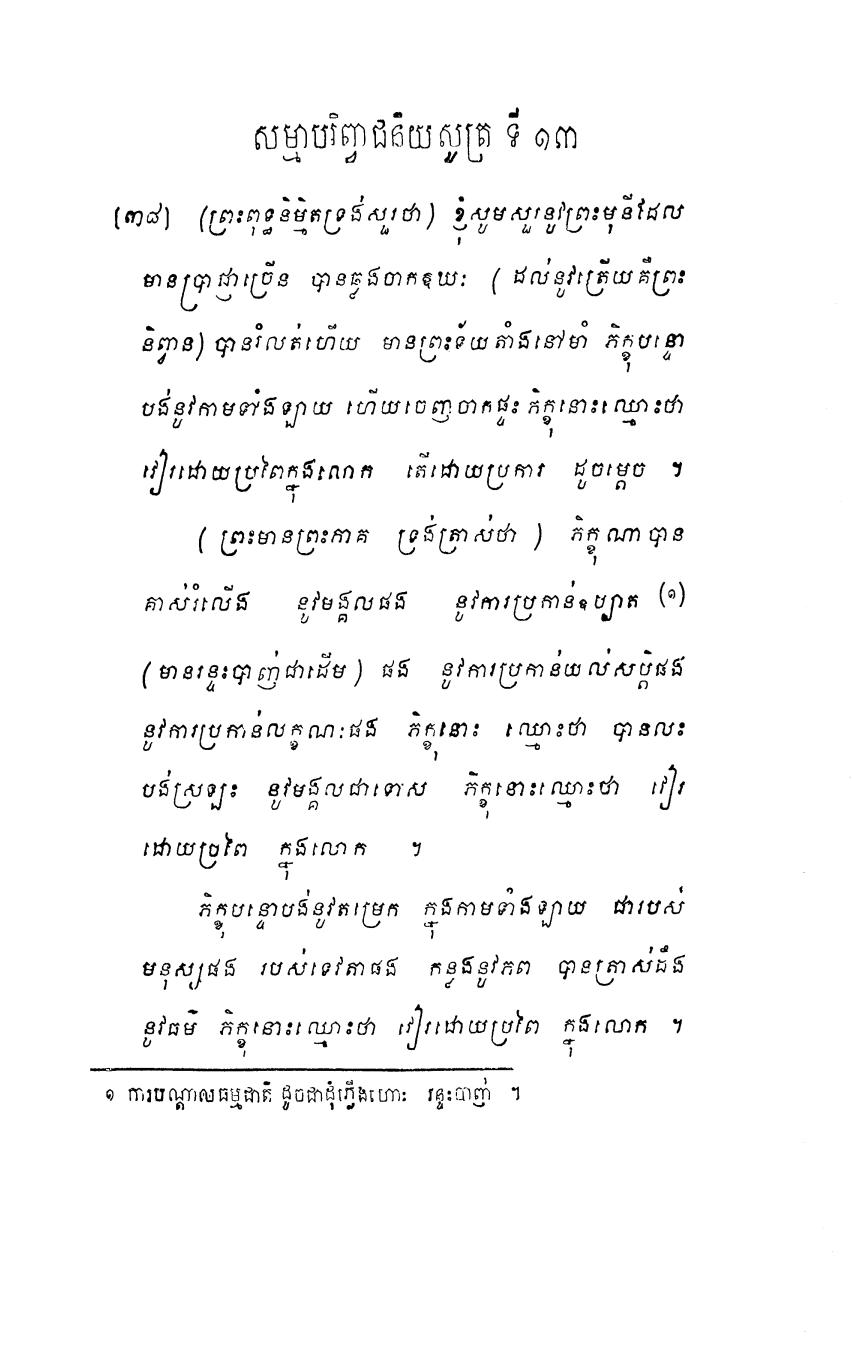 សម្មាបរិញ្វជនិយសូត្រ ទី ១៣
[៣៨] (ព្រះពុទ្ធនិម្មិតទ្រង់សួរថា) ខ្ញុំសូមសួរនូវព្រះមុនីដែល
មានប្រាជ្ញាច្រើន បានឆ្លងចាកឱឃៈ (ដល់នូវត្រើយគឺព្រះ
និព្វាន) បានរំលត់ហើយ មានព្រះទ័យតាំងនៅមាំ ភិក្ខុបន្ទោ
បង់នូវកាមទាំងឡាយ ហើយចេញចាកផ្ទះ ភិក្ខុនោះឈ្មោះថា
វៀរដោយប្រពៃក្នុងលោក តើដោយប្រការ ដូចម្តេច ។
(ព្រះមានព្រះភាគ ទ្រង់ត្រាស់ថា) ភិក្ខុណាបាន
គាស់រំលើង នូវមង្គលផង នូវការប្រកាន់ឧប្បាត (១)
(មានរន្ទះបាញ់ជាដើម) ផង នូវការប្រកាន់យល់សប្តិផង
នូវការប្រកាន់លក្ខណៈផង ភិក្ខុនោះ ឈ្មោះថា បានលះ
បង់ស្រឡះ នូវមង្គលជាទោស ភិក្ខុនោះឈ្មោះថា វៀរ
ដោយប្រពៃ ក្នុងលោក ។
ភិក្ខុបន្ទោបង់នូវតម្រេក ក្នុងកាមទាំងឡាយ ជារបស់
មនុស្សផង របស់ទេវតាផង កន្លងនូវភព បានត្រាស់ដឹង
នូវធម៌ ភិក្ខុនោះឈ្មោះថា វៀរដោយប្រពៃ ក្នុងលោក ។
១ ការបណ្តាលធម្មជាតិ ដូចជាដុំភ្លើងហោះ រន្ទះបាញ់ ។